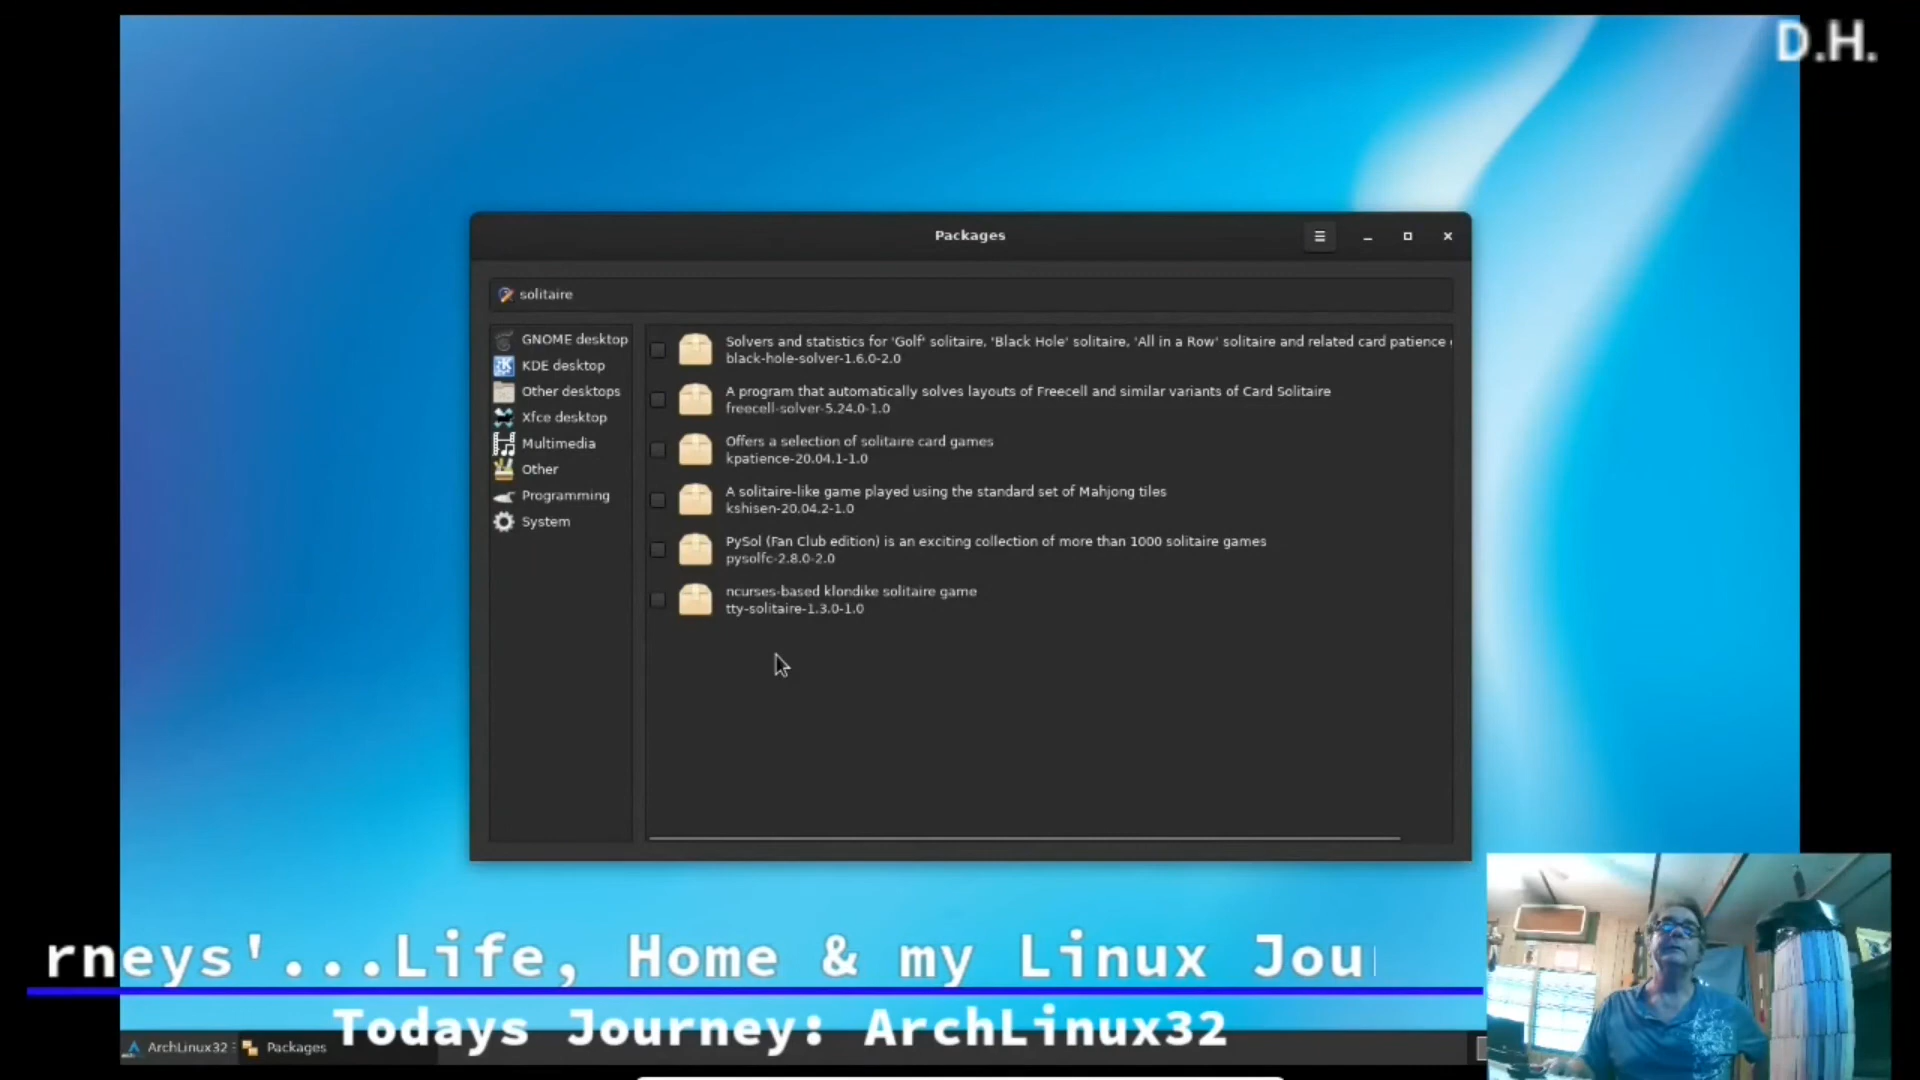 D.H.
Packages
solitaire
GNOME desktop
KDE desktop
Other desktops
Xfce desktop
Multimedia
Other
Programming
System
Solvers and statistics for 'Golf' solitaire, 'Black Hole' solitaire, 'All in a Row' solitaire and related card patience
black-hole-solver-1.6.0-2.0
A program that automatically solves layouts of Freecell and similar variants of Card Solitaire
freecell-solver-5.24.0-1.0
Offers a selection of solitaire card games
kpatience-20.04.1-1.0
A solitaire-like game played using the standard set of Mahjong tiles
kshisen-20.04.2-1.0
PySol (Fan Club edition) is an exciting collection of more than 1000 solitaire games
pysolfc-2.8.0-2.0
ncurses-based klondike solitaire game
tty-solitaire-1.3.0-1.0
rneys'...Life, Home & my Linux Jou
Todays Journey: ArchLinux32
ArchLinux32 Packages